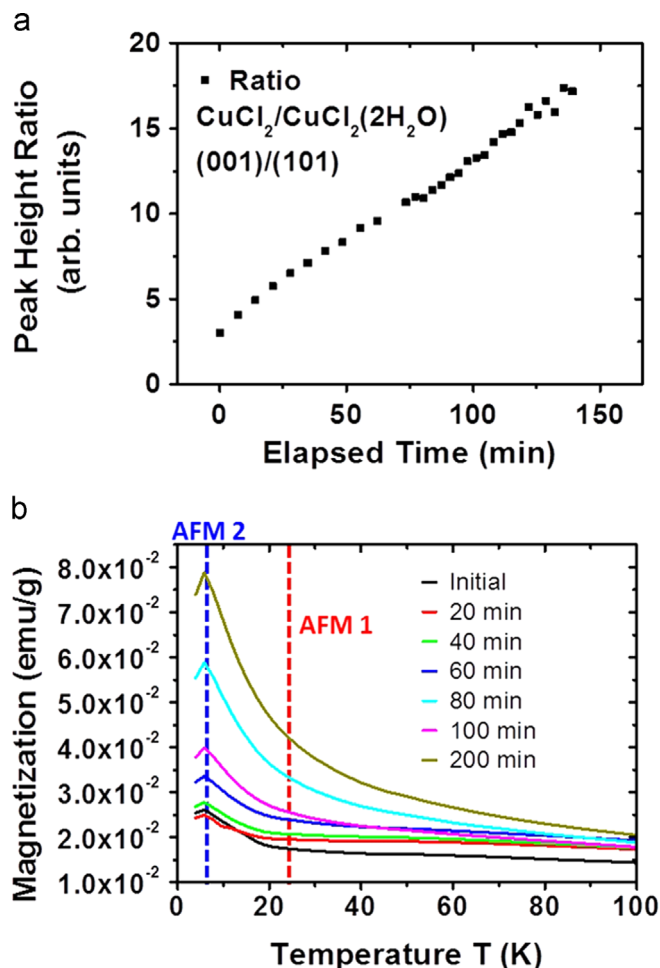 a
20
15
10
5
0
Peak Height Ratio
(arb. units)
Ratio
CuCl₂/CuCl₂(2H₂O)
(001)/(101)
0 50 100 150
Elapsed Time (min)
b
AFM 2
AFM 1
8.0x10⁻²
7.0x10⁻²
6.0x10⁻²
5.0x10⁻²
4.0x10⁻²
3.0x10⁻²
2.0x10⁻²
1.0x10⁻²
Magnetization (emu/g)
Initial
20 min
40 min
60 min
80 min
100 min
200 min
0 20 40 60 80 100
Temperature T (K)